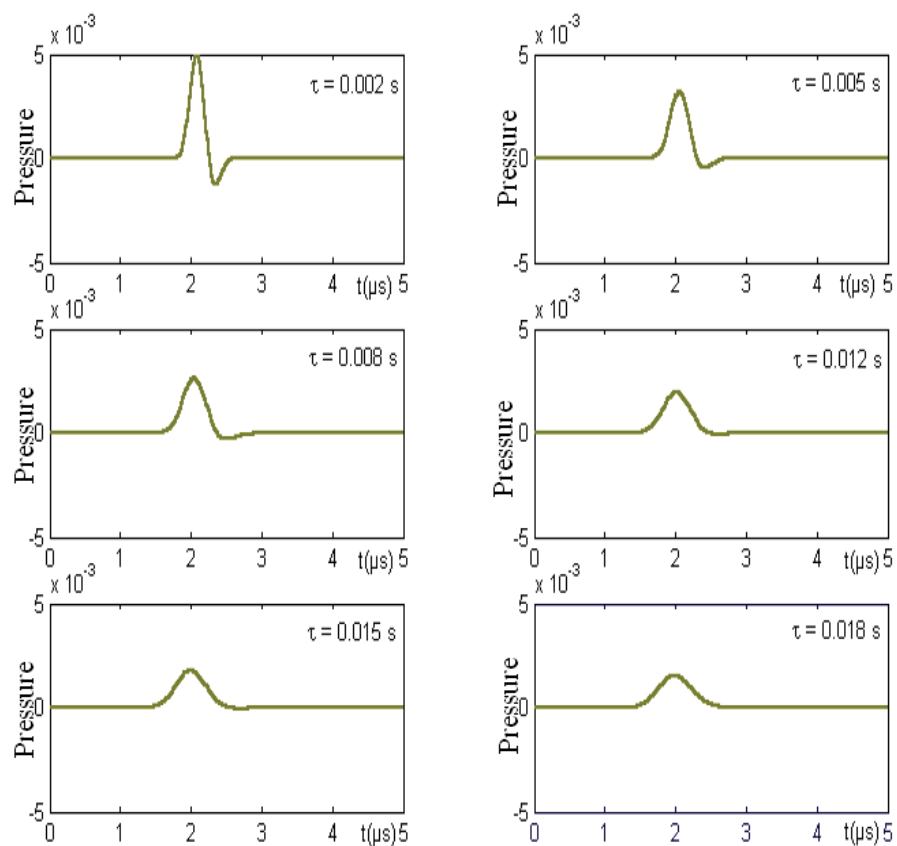 x 10-3
5
0
-5
Pressure
τ = 0.002 s
0 1 2 3 4 t(µs) 5
x 10-3
5
0
-5
Pressure
τ = 0.005 s
0 1 2 3 4 t(µs) 5
x 10-3
5
0
-5
Pressure
τ = 0.008 s
0 1 2 3 4 t(µs) 5
x 10-3
5
0
-5
Pressure
τ = 0.012 s
0 1 2 3 4 t(µs) 5
x 10-3
5
0
-5
Pressure
τ = 0.015 s
0 1 2 3 4 t(µs) 5
x 10-3
5
0
-5
Pressure
τ = 0.018 s
0 1 2 3 4 t(µs) 5